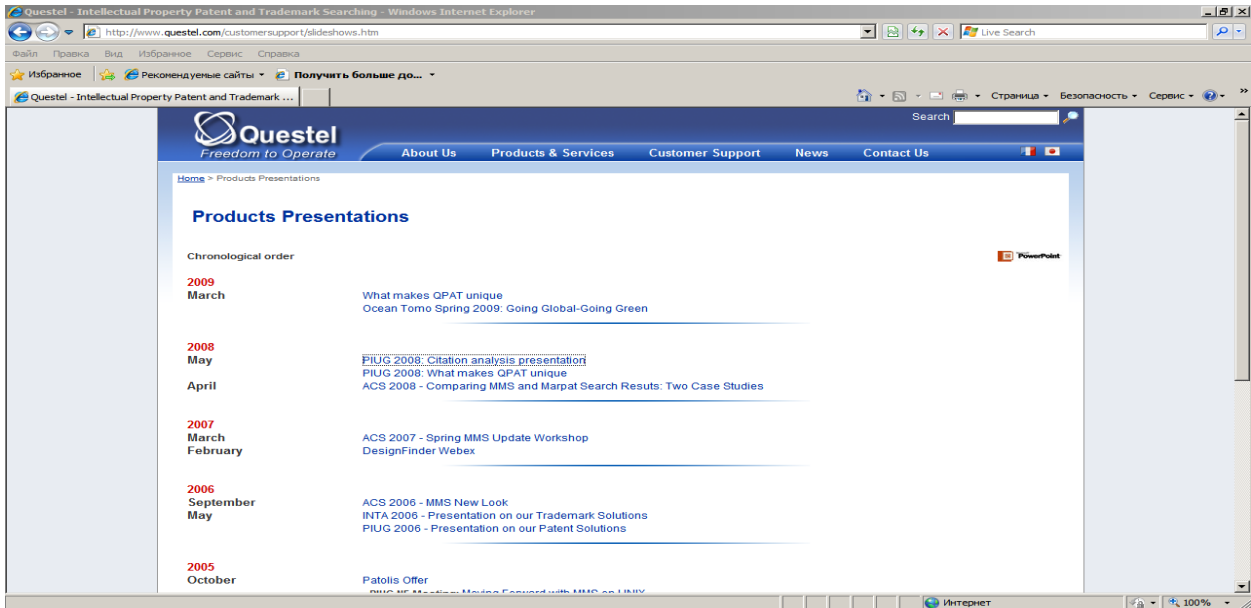 Questel - Intellectual Property Patent and Trademark Searching - Windows Internet Explorer
http://www.questel.com/customersupport/slideshows.htm
Live Search
Файл Правка Вид Избранное Сервис Справка
Избранное Рекомендуемые сайты Получить больше до...
Questel - Intellectual Property Patent and Trademark ...
Страница Безопасность Сервис
Questel
Freedom to Operate
Search
About Us Products & Services Customer Support News Contact Us
Home > Products Presentations
Products Presentations
Chronological order
PowerPoint
2009
March What makes QPAT unique
Ocean Tomo Spring 2009: Going Global-Going Green
2008
May PIUG 2008: Citation analysis presentation
PIUG 2008: What makes QPAT unique
April ACS 2008 - Comparing MMS and Marpat Search Resuts: Two Case Studies
2007
March ACS 2007 - Spring MMS Update Workshop
February DesignFinder Webex
2006
September ACS 2006 - MMS New Look
May INTA 2006 - Presentation on our Trademark Solutions
PIUG 2006 - Presentation on our Patent Solutions
2005
October Patolis Offer
Moving Forward with MMS on UNIX
Интернет
100%